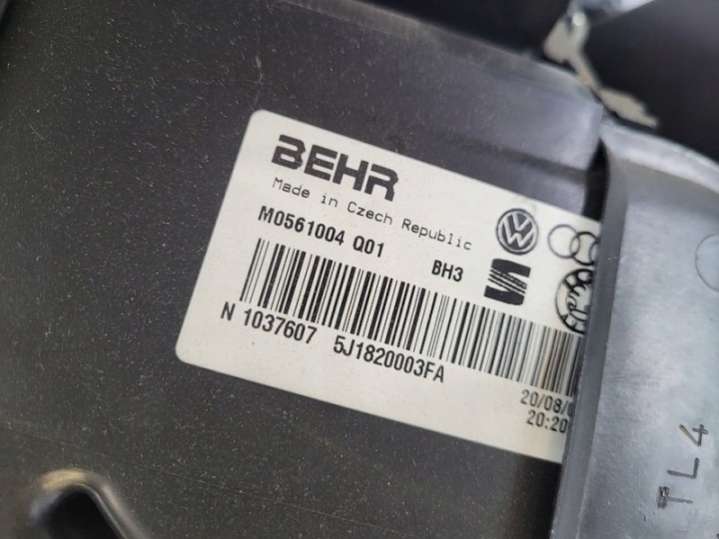 BEHR
Made in Czech Republic
M0561004 Q01 BH3
N 1037607 5J1820003FA
20/08/
20:20
TL4